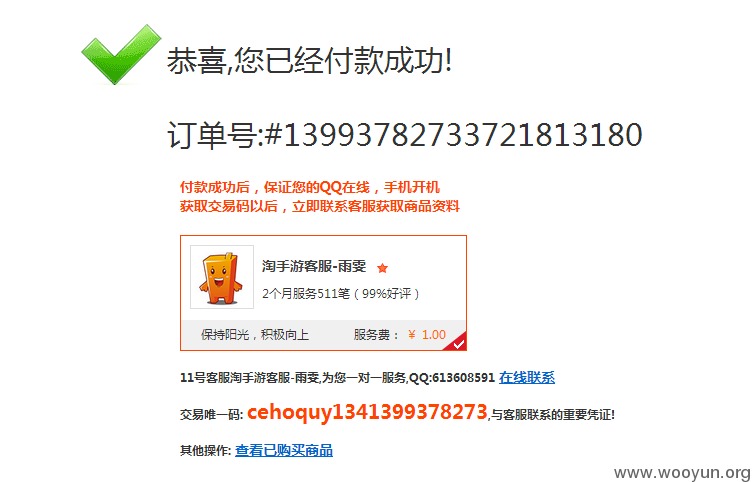 恭喜,您已经付款成功!
订单号:#13993782733721813180
付款成功后，保证您的QQ在线，手机开机
获取交易码以后，立即联系客服获取商品资料
淘手游客服-雨雯
2个月服务511笔（99%好评）
保持阳光，积极向上 服务费：￥ 1.00
11号客服淘手游客服-雨雯,为您一对一服务,QQ:613608591 在线联系
交易唯一码: cehoquy1341399378273,与客服联系的重要凭证!
其他操作: 查看已购买商品
www.wooyun.org